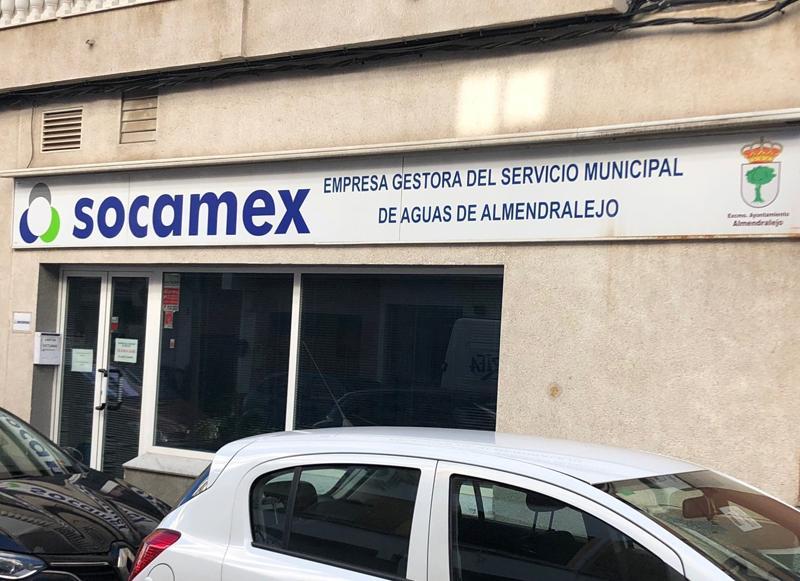 socamex
EMPRESA GESTORA DEL SERVICIO MUNICIPAL
DE AGUAS DE ALMENDRALEJO
Excmo. Ayuntamiento
Almendralejo